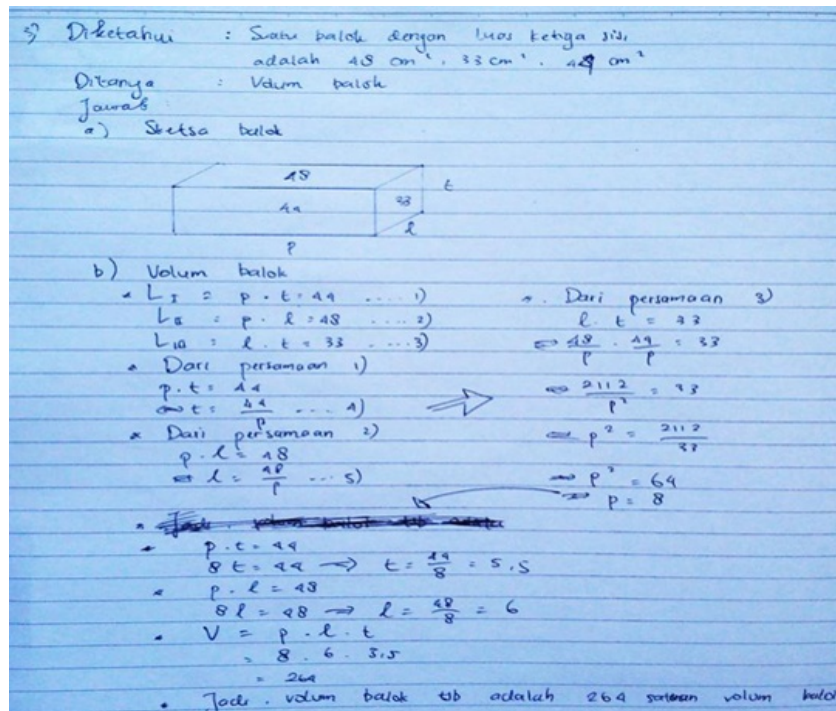 3) Diketahui : Suatu balok dengan luas ketiga sisi
adalah 48 cm², 33 cm², 44 cm²
Ditanya : Volum balok
Jawab :
a) Sketsa balok
48
t
44
33
l
p
b) Volum balok
• L I = p . t = 44 .... 1)
L II = p . l = 48 .... 2)
L III = l . t = 33 .... 3)
• Dari persamaan 1)
p . t = 44
⇔ t = 44/p .... 4)
• Dari persamaan 2)
p . l = 48
⇔ l = 48/p ... 5)
• Dari persamaan 3)
l . t = 33
⇔ 48/p . 44/p = 33
⇔ 2112/p² = 33
⇔ p² = 2112/33
⇔ p² = 64
⇔ p = 8
• p . t = 44
8 t = 44 → t = 44/8 = 5,5
• p . l = 48
8 l = 48 → l = 48/8 = 6
• V = p . l . t
= 8 . 6 . 5,5
= 264
• Jadi, volum balok tsb adalah 264 satuan volum balok